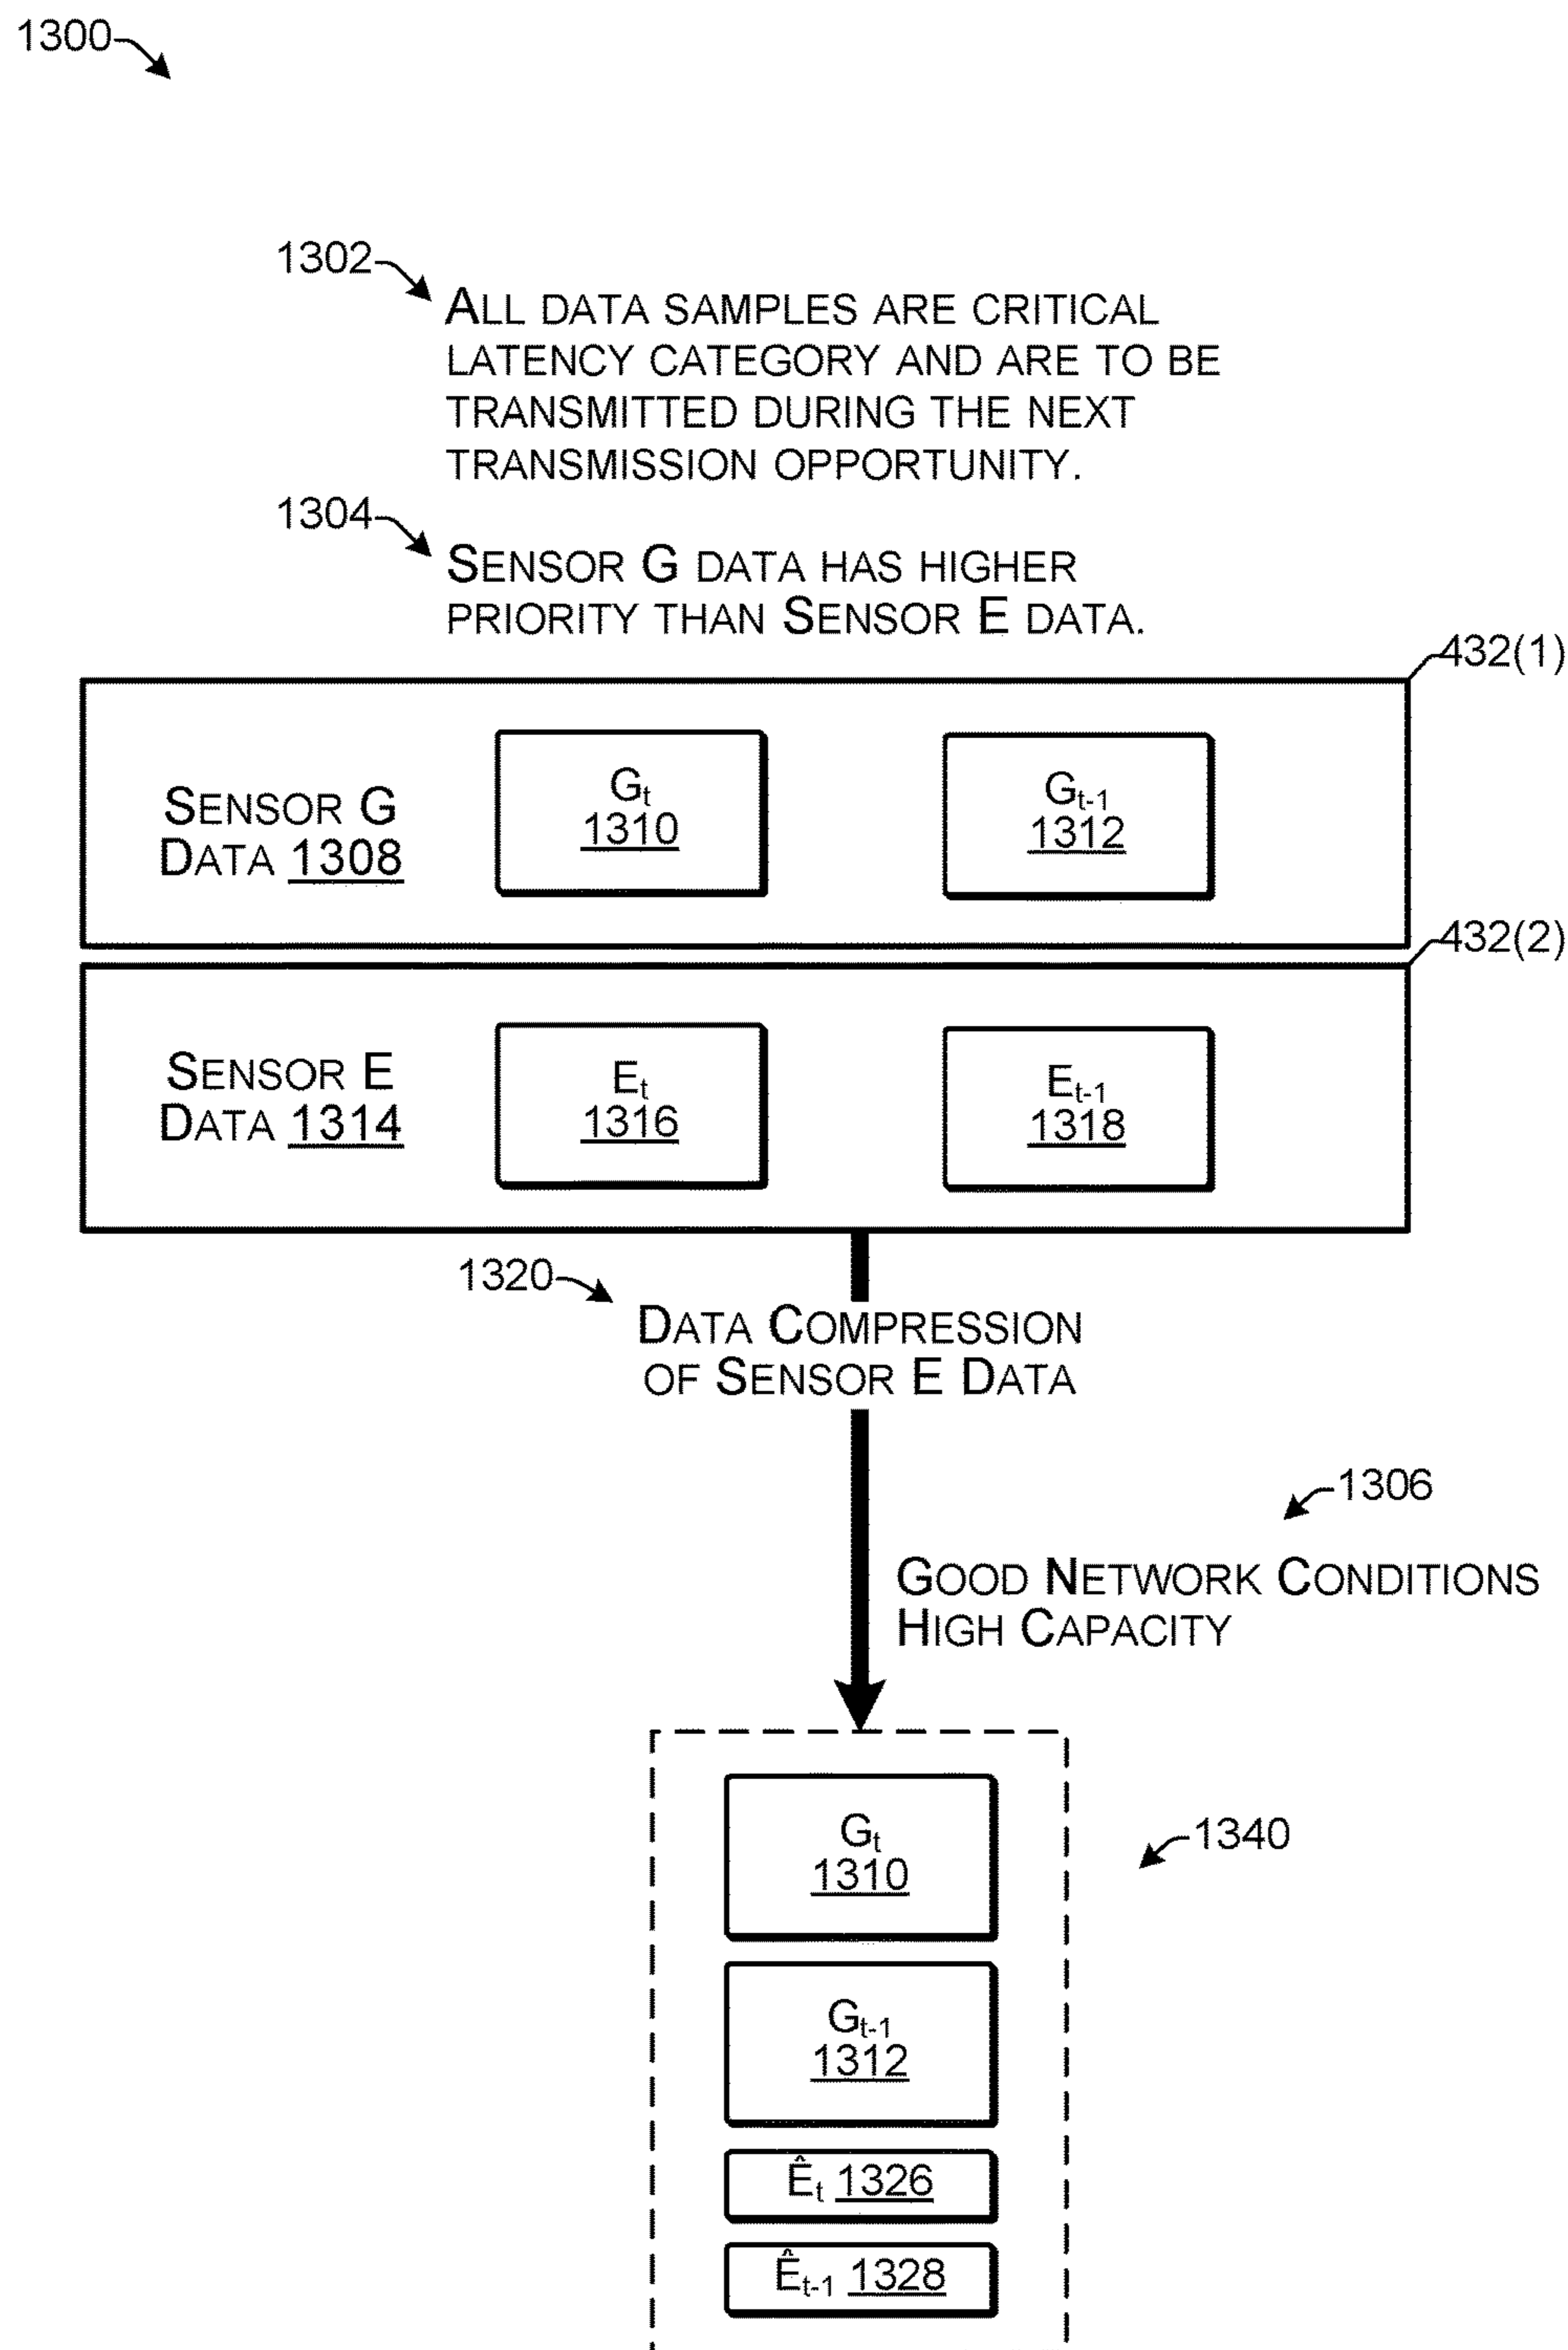 1300
1302
ALL DATA SAMPLES ARE CRITICAL
LATENCY CATEGORY AND ARE TO BE
TRANSMITTED DURING THE NEXT
TRANSMISSION OPPORTUNITY.
1304
SENSOR G DATA HAS HIGHER
PRIORITY THAN SENSOR E DATA.
432(1)
SENSOR G
DATA 1308
Gt
1310
Gt-1
1312
432(2)
SENSOR E
DATA 1314
Et
1316
Et-1
1318
1320
DATA COMPRESSION
OF SENSOR E DATA
1306
GOOD NETWORK CONDITIONS
HIGH CAPACITY
1340
Gt
1310
Gt-1
1312
Êt 1326
Êt-1 1328